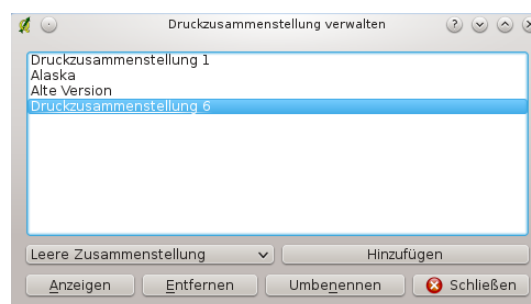 Druckzusammenstellung verwalten
Druckzusammenstellung 1
Alaska
Alte Version
Druckzusammenstellung 6
Leere Zusammenstellung
Hinzufügen
Anzeigen Entfernen Umbenennen Schließen